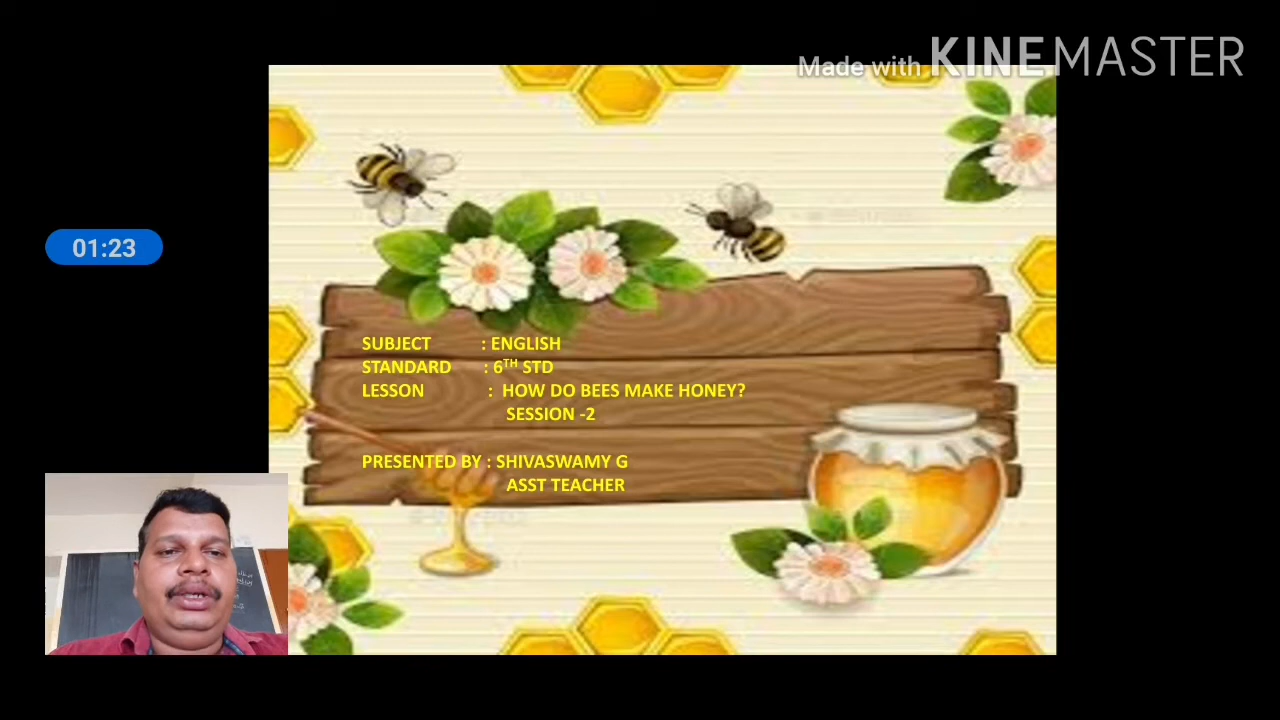 Made with KINEMASTER
01:23
SUBJECT : ENGLISH
STANDARD : 6TH STD
LESSON : HOW DO BEES MAKE HONEY?
SESSION -2
PRESENTED BY : SHIVASWAMY G
ASST TEACHER